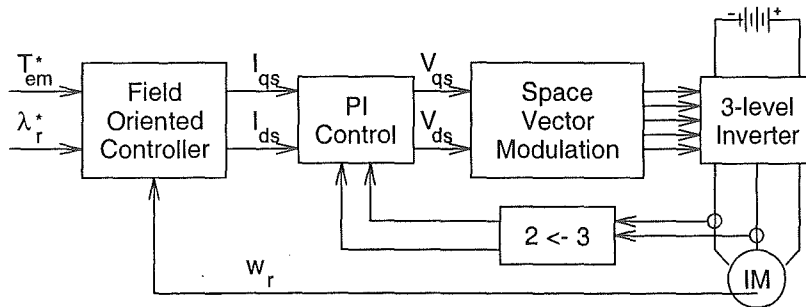 - +
T*em
Iqs
Vqs
λ*r
Ids
Vds
Field
Oriented
Controller
PI
Control
Space
Vector
Modulation
3-level
Inverter
2 <- 3
wr
IM